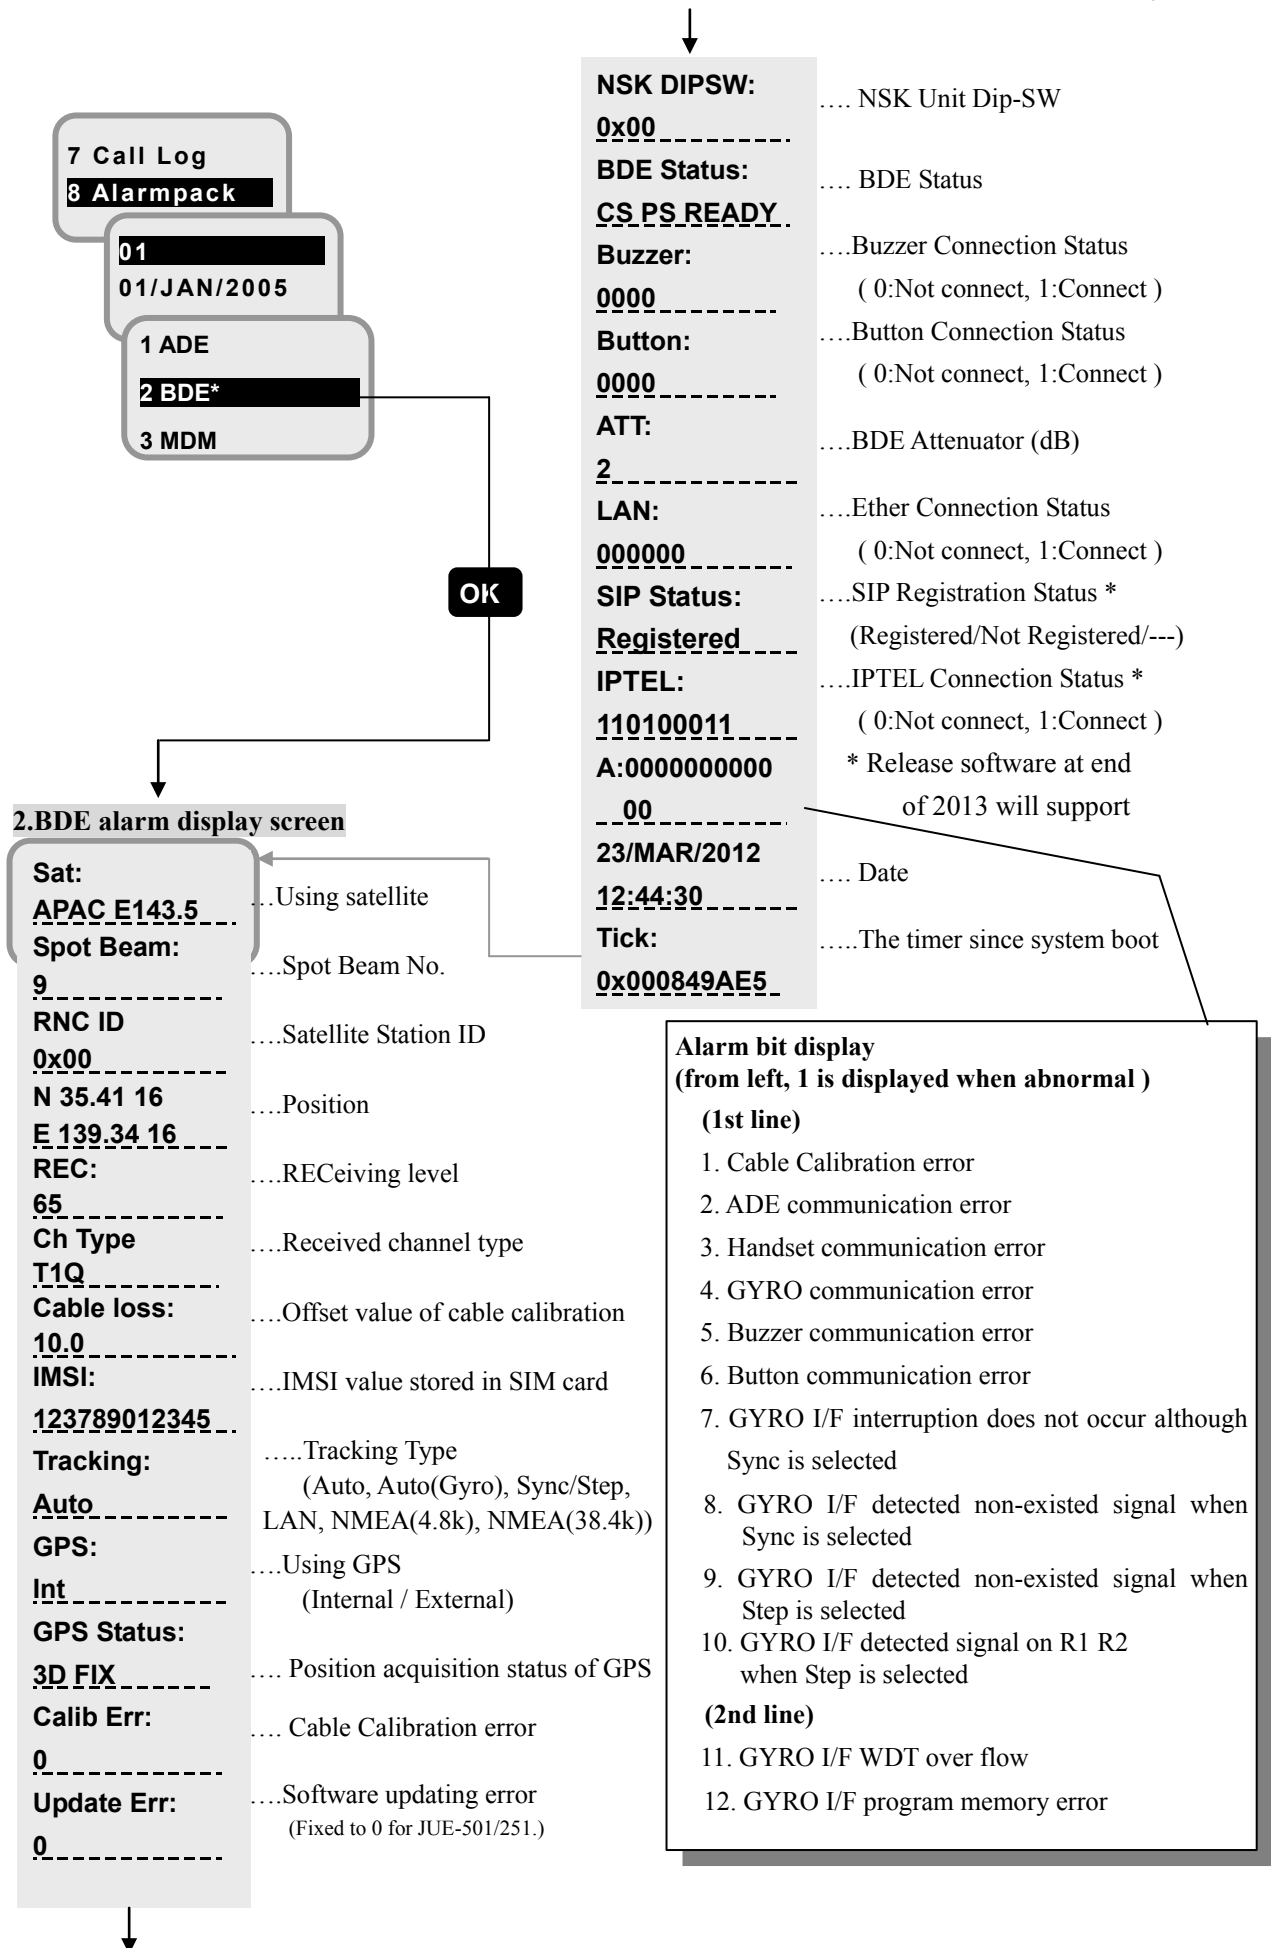 7 Call Log
8 Alarmpack
01
01/JAN/2005
1 ADE
2 BDE*
3 MDM
OK
2.BDE alarm display screen
Sat:
APAC E143.5
…Using satellite
Spot Beam:
9
….Spot Beam No.
RNC ID
0x00
….Satellite Station ID
N 35.41 16
E 139.34 16
….Position
REC:
65
….RECeiving level
Ch Type
T1Q
….Received channel type
Cable loss:
10.0
….Offset value of cable calibration
IMSI:
123789012345
….IMSI value stored in SIM card
Tracking:
Auto
…..Tracking Type
(Auto, Auto(Gyro), Sync/Step,
LAN, NMEA(4.8k), NMEA(38.4k))
GPS:
Int
….Using GPS
(Internal / External)
GPS Status:
3D FIX
…. Position acquisition status of GPS
Calib Err:
0
…. Cable Calibration error
Update Err:
0
….Software updating error
(Fixed to 0 for JUE-501/251.)
NSK DIPSW:
0x00
…. NSK Unit Dip-SW
BDE Status:
CS PS READY
…. BDE Status
Buzzer:
0000
….Buzzer Connection Status
( 0:Not connect, 1:Connect )
Button:
0000
….Button Connection Status
( 0:Not connect, 1:Connect )
ATT:
2
….BDE Attenuator (dB)
LAN:
000000
….Ether Connection Status
( 0:Not connect, 1:Connect )
SIP Status:
Registered
….SIP Registration Status *
(Registered/Not Registered/---)
IPTEL:
110100011
….IPTEL Connection Status *
( 0:Not connect, 1:Connect )
* Release software at end
of 2013 will support
A:0000000000
00
23/MAR/2012
12:44:30
…. Date
Tick:
0x000849AE5
…..The timer since system boot
Alarm bit display
(from left, 1 is displayed when abnormal )
(1st line)
1. Cable Calibration error
2. ADE communication error
3. Handset communication error
4. GYRO communication error
5. Buzzer communication error
6. Button communication error
7. GYRO I/F interruption does not occur although
Sync is selected
8. GYRO I/F detected non-existed signal when
Sync is selected
9. GYRO I/F detected non-existed signal when
Step is selected
10. GYRO I/F detected signal on R1 R2
when Step is selected
(2nd line)
11. GYRO I/F WDT over flow
12. GYRO I/F program memory error